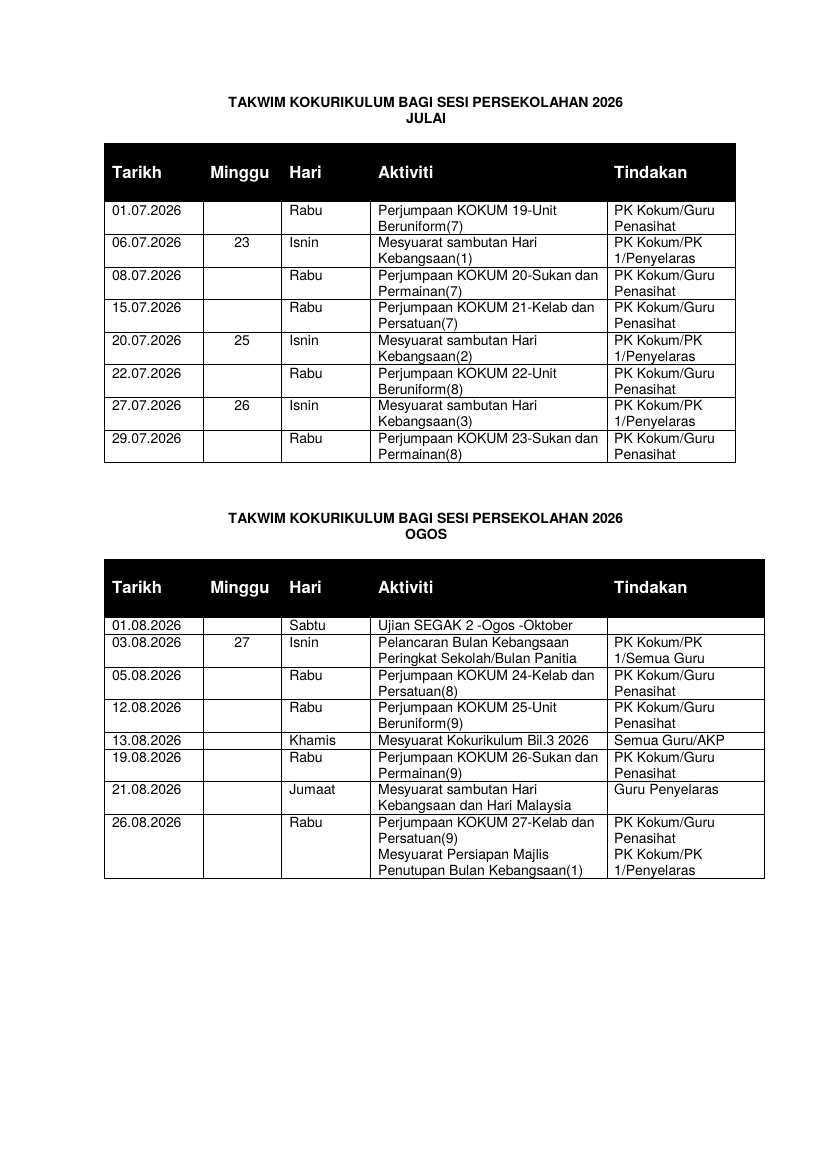 TAKWIM KOKURIKULUM BAGI SESI PERSEKOLAHAN 2026
JULAI
Tarikh Minggu Hari Aktiviti Tindakan
01.07.2026 Rabu Perjumpaan KOKUM 19-Unit PK Kokum/Guru
Beruniform(7) Penasihat
06.07.2026 23 Isnin Mesyuarat sambutan Hari PK Kokum/PK
Kebangsaan(1) 1/Penyelaras
08.07.2026 Rabu Perjumpaan KOKUM 20-Sukan dan PK Kokum/Guru
Permainan(7) Penasihat
15.07.2026 Rabu Perjumpaan KOKUM 21-Kelab dan PK Kokum/Guru
Persatuan(7) Penasihat
20.07.2026 25 Isnin Mesyuarat sambutan Hari PK Kokum/PK
Kebangsaan(2) 1/Penyelaras
22.07.2026 Rabu Perjumpaan KOKUM 22-Unit PK Kokum/Guru
Beruniform(8) Penasihat
27.07.2026 26 Isnin Mesyuarat sambutan Hari PK Kokum/PK
Kebangsaan(3) 1/Penyelaras
29.07.2026 Rabu Perjumpaan KOKUM 23-Sukan dan PK Kokum/Guru
Permainan(8) Penasihat
TAKWIM KOKURIKULUM BAGI SESI PERSEKOLAHAN 2026
OGOS
Tarikh Minggu Hari Aktiviti Tindakan
01.08.2026 Sabtu Ujian SEGAK 2 -Ogos -Oktober
03.08.2026 27 Isnin Pelancaran Bulan Kebangsaan PK Kokum/PK
Peringkat Sekolah/Bulan Panitia 1/Semua Guru
05.08.2026 Rabu Perjumpaan KOKUM 24-Kelab dan PK Kokum/Guru
Persatuan(8) Penasihat
12.08.2026 Rabu Perjumpaan KOKUM 25-Unit PK Kokum/Guru
Beruniform(9) Penasihat
13.08.2026 Khamis Mesyuarat Kokurikulum Bil.3 2026 Semua Guru/AKP
19.08.2026 Rabu Perjumpaan KOKUM 26-Sukan dan PK Kokum/Guru
Permainan(9) Penasihat
21.08.2026 Jumaat Mesyuarat sambutan Hari Guru Penyelaras
Kebangsaan dan Hari Malaysia
26.08.2026 Rabu Perjumpaan KOKUM 27-Kelab dan PK Kokum/Guru
Persatuan(9) Penasihat
Mesyuarat Persiapan Majlis PK Kokum/PK
Penutupan Bulan Kebangsaan(1) 1/Penyelaras